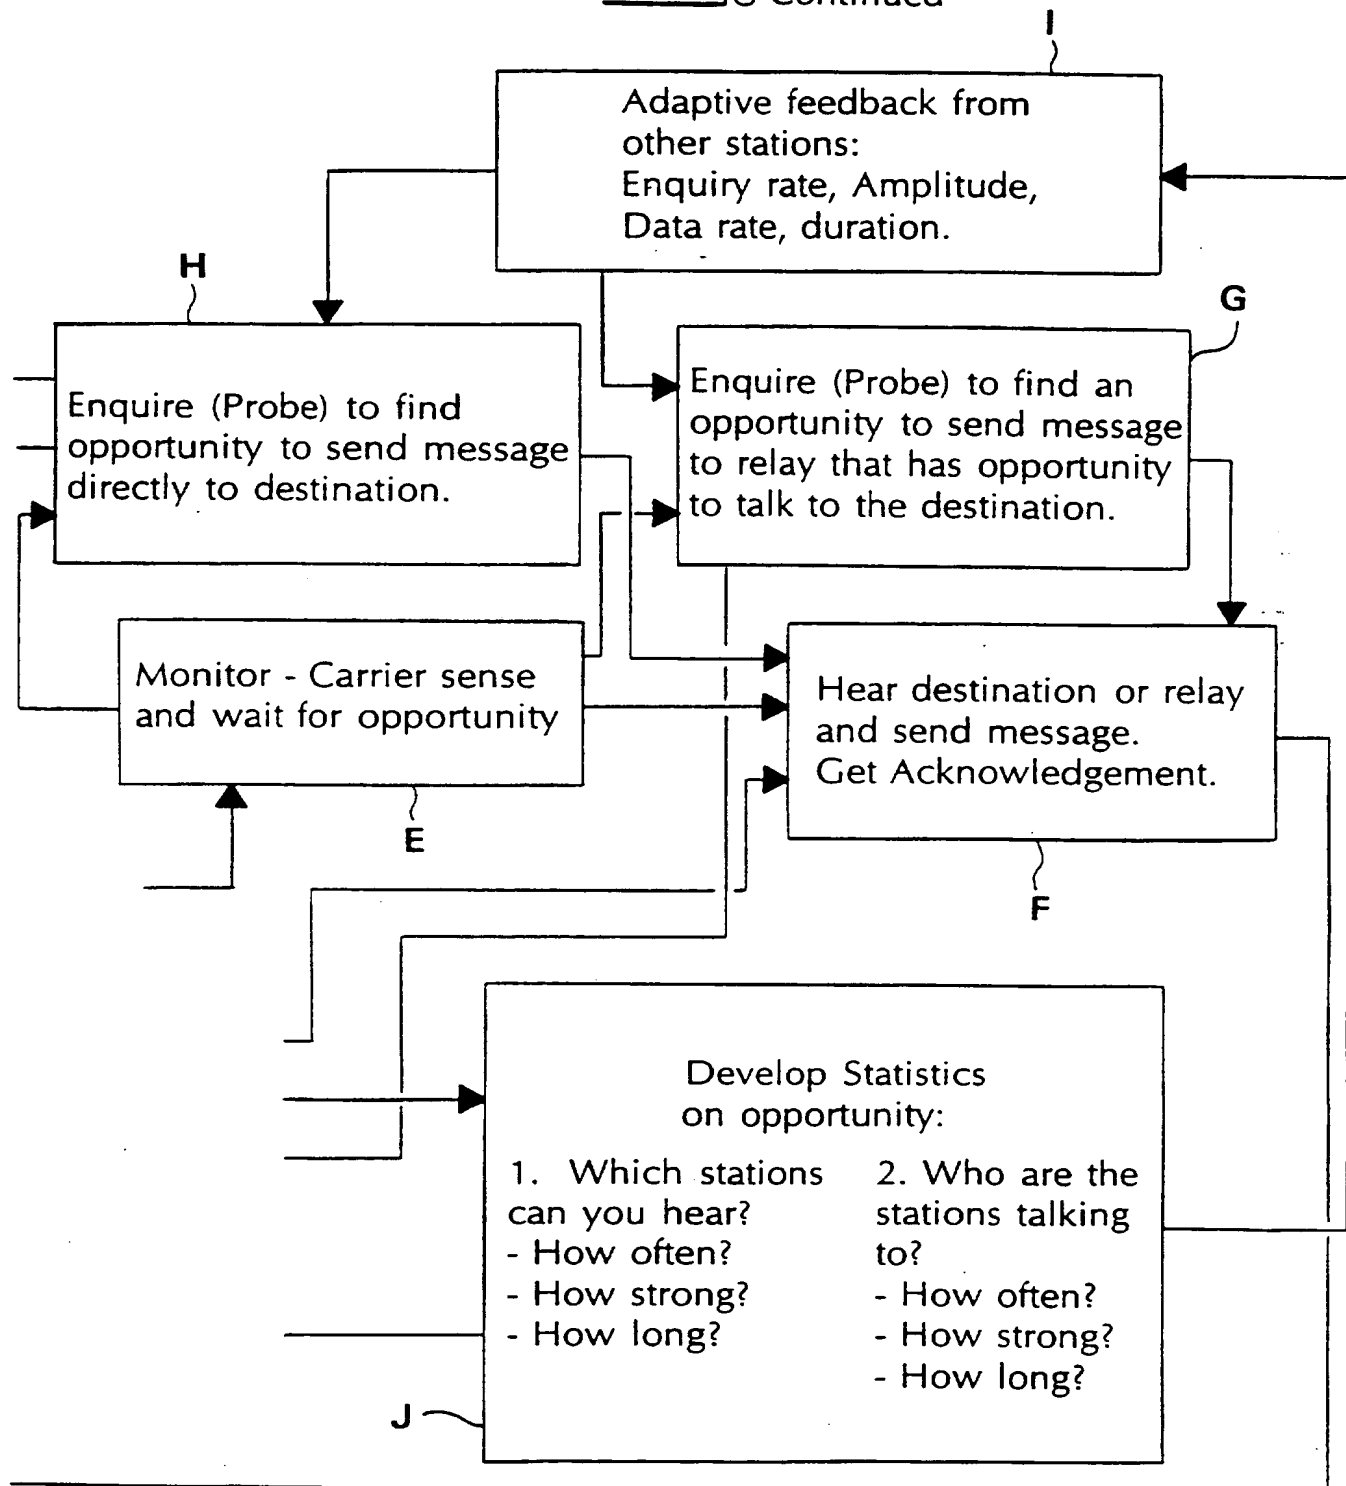 Continued
I
Adaptive feedback from
other stations:
Enquiry rate, Amplitude,
Data rate, duration.
H
G
Enquire (Probe) to find
opportunity to send message
directly to destination.
Enquire (Probe) to find an
opportunity to send message
to relay that has opportunity
to talk to the destination.
Monitor - Carrier sense
and wait for opportunity
E
Hear destination or relay
and send message.
Get Acknowledgement.
F
Develop Statistics
on opportunity:
1. Which stations
can you hear?
- How often?
- How strong?
- How long?
2. Who are the
stations talking
to?
- How often?
- How strong?
- How long?
J